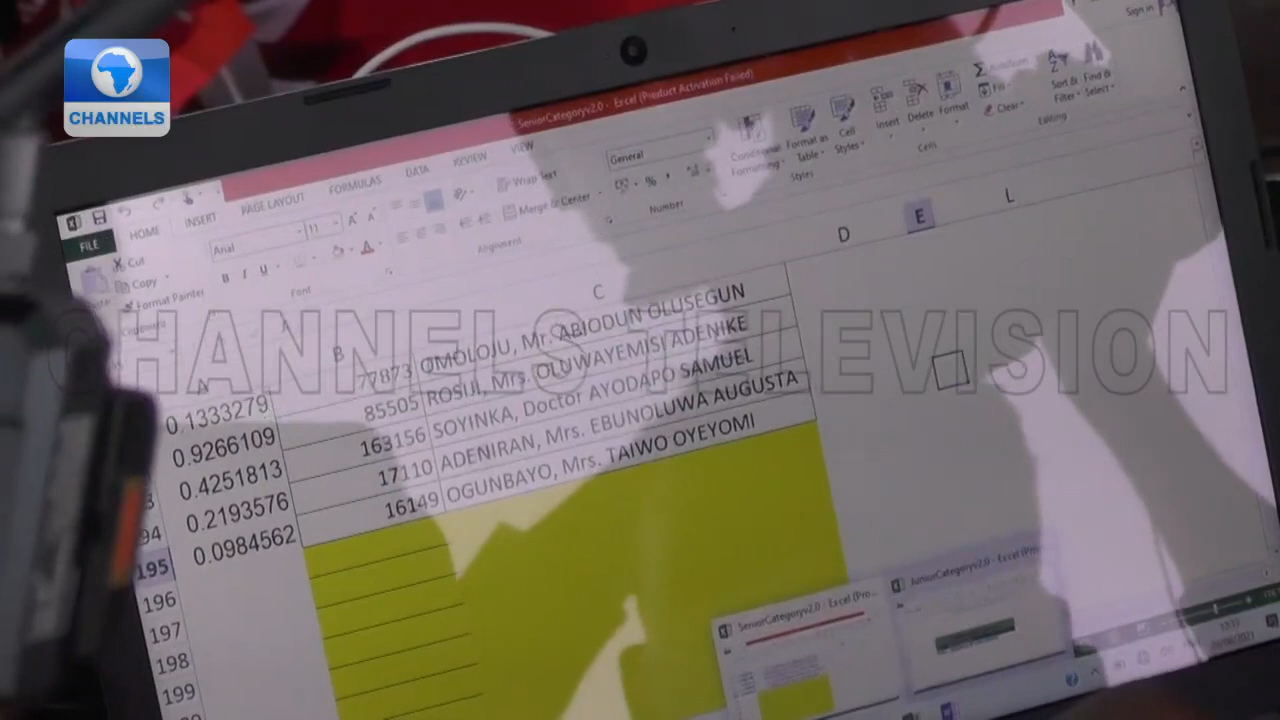 CHANNELS
Sign in
SeniorCategoryv2.0 - Excel (Product Activation Failed)
FILE
HOME
INSERT
PAGE LAYOUT
FORMULAS
DATA
REVIEW
VIEW
Cut
Copy
Format Painter
Clipboard
Arial
11
B I U
Font
Wrap Text
Merge & Center
Alignment
General
%
Number
Conditional Formatting
Format as Table
Cell Styles
Styles
Insert
Delete
Format
Cells
AutoSum
Fill
Clear
Sort & Filter
Find & Select
Editing
CHANNELS TELEVISION
A B C D E L
0.1333279 77873 OMOLOJU, Mr. ABIODUN OLUSEGUN
0.9266109 85505 ROSIJI, Mrs. OLUWAYEMISI ADENIKE
0.4251813 163156 SOYINKA, Doctor AYODAPO SAMUEL
0.2193576 17110 ADENIRAN, Mrs. EBUNOLUWA AUGUSTA
0.0984562 16149 OGUNBAYO, Mrs. TAIWO OYEYOMI
94
195
196
197
198
199
SeniorCategoryv2.0 - Excel (Pro...
JuniorCategoryv2.0 - Excel (Pro